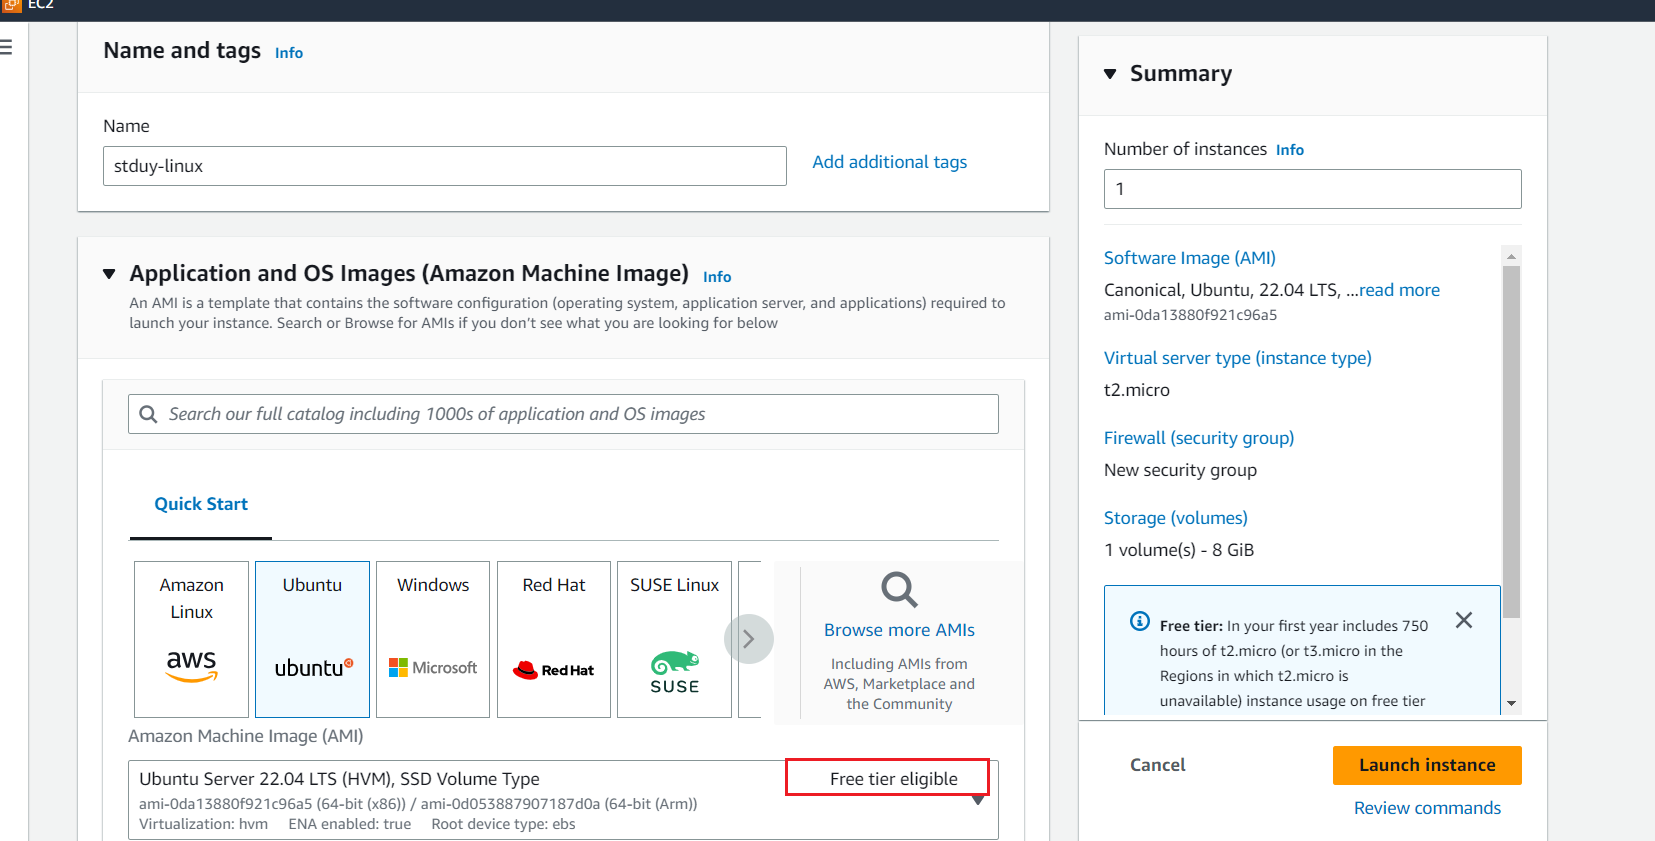 EC2
Name and tags Info
Name
stduy-linux
Add additional tags
Application and OS Images (Amazon Machine Image) Info
An AMI is a template that contains the software configuration (operating system, application server, and applications) required to
launch your instance. Search or Browse for AMIs if you don’t see what you are looking for below
Search our full catalog including 1000s of application and OS images
Quick Start
Amazon
Linux
aws
Ubuntu
ubuntu
Windows
Microsoft
Red Hat
Red Hat
SUSE Linux
SUSE
Browse more AMIs
Including AMIs from
AWS, Marketplace and
the Community
Amazon Machine Image (AMI)
Ubuntu Server 22.04 LTS (HVM), SSD Volume Type
Free tier eligible
ami-0da13880f921c96a5 (64-bit (x86)) / ami-0d053887907187d0a (64-bit (Arm))
Virtualization: hvm ENA enabled: true Root device type: ebs
Summary
Number of instances Info
1
Software Image (AMI)
Canonical, Ubuntu, 22.04 LTS, ...read more
ami-0da13880f921c96a5
Virtual server type (instance type)
t2.micro
Firewall (security group)
New security group
Storage (volumes)
1 volume(s) - 8 GiB
Free tier: In your first year includes 750
hours of t2.micro (or t3.micro in the
Regions in which t2.micro is
unavailable) instance usage on free tier
Cancel
Launch instance
Review commands